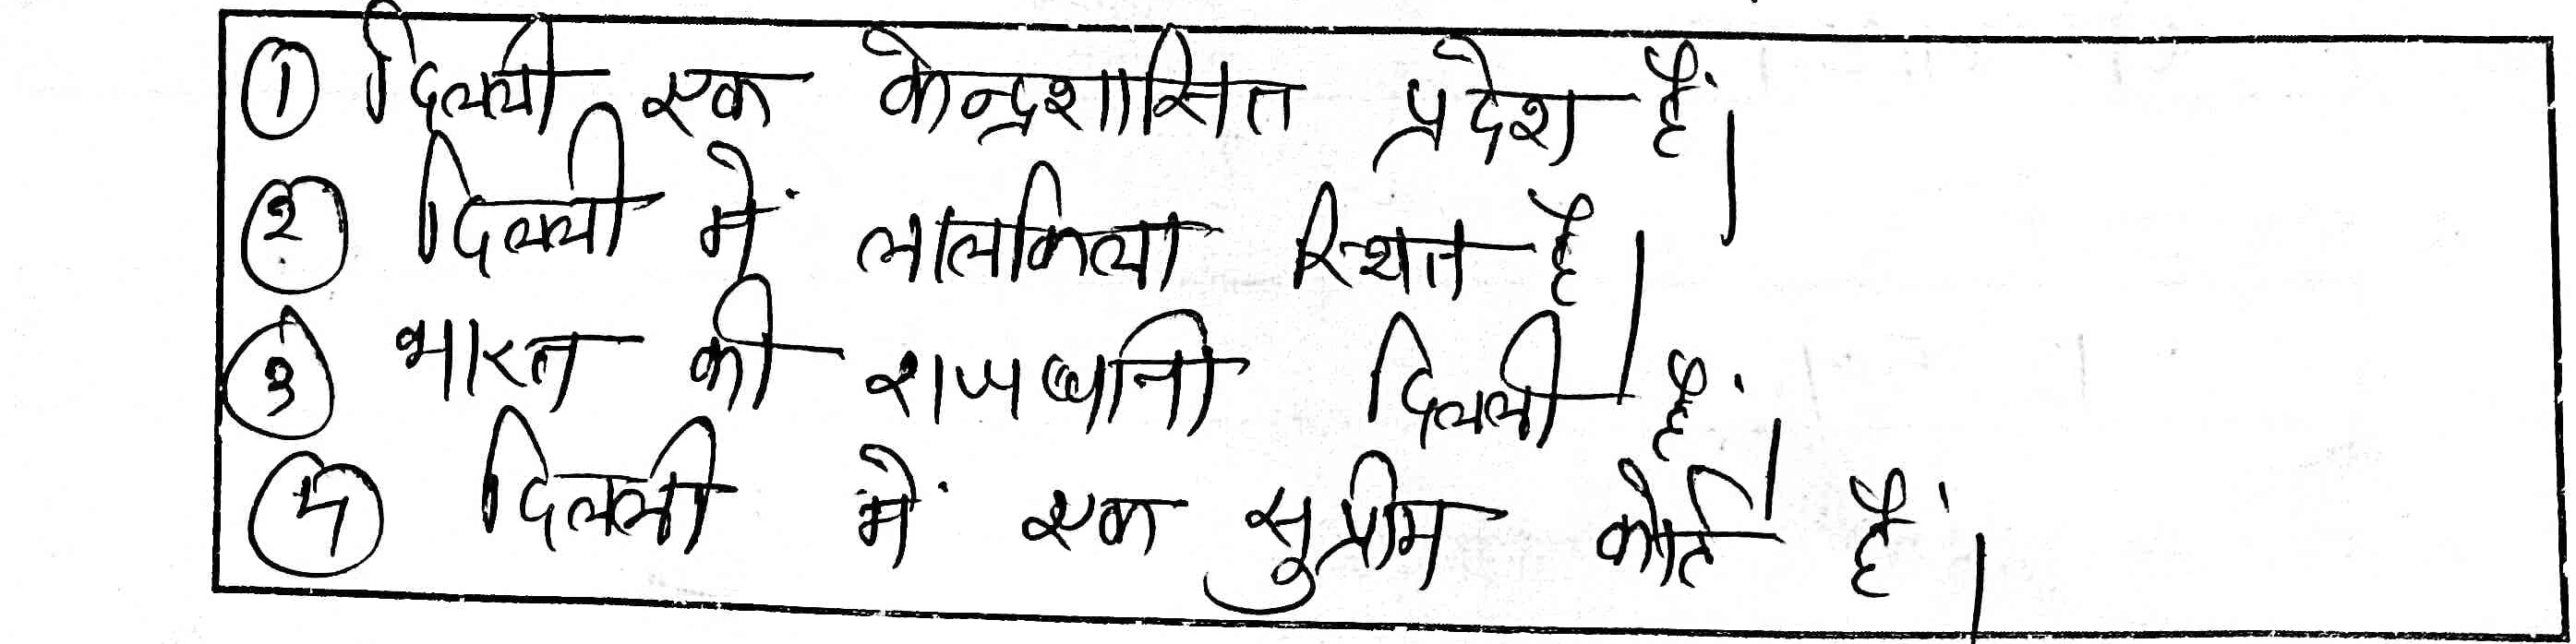 ① दिल्ली एक केन्द्रशासित प्रदेश हैं।
② दिल्ली में लालकिला स्थित है।
③ भारत की राजधानी दिल्ली हैं।
④ दिल्ली में एक सुप्रीम कोर्ट हैं।